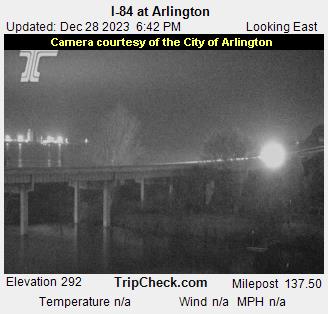 I-84 at Arlington
Updated: Dec 28 2023 6:42 PM Looking East
Camera courtesy of the City of Arlington
Elevation 292 TripCheck.com Milepost 137.50
Temperature n/a Wind n/a MPH n/a